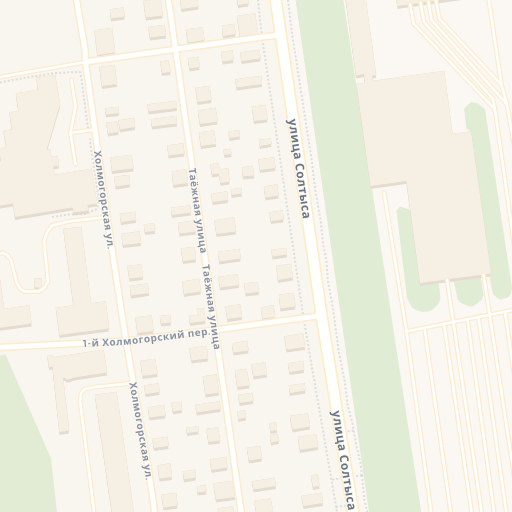 улица Солтыса
Холмогорская ул.
Таёжная улица
Таёжная улица
1-й Холмогорский пер.
Холмогорская ул.
улица Солтыса